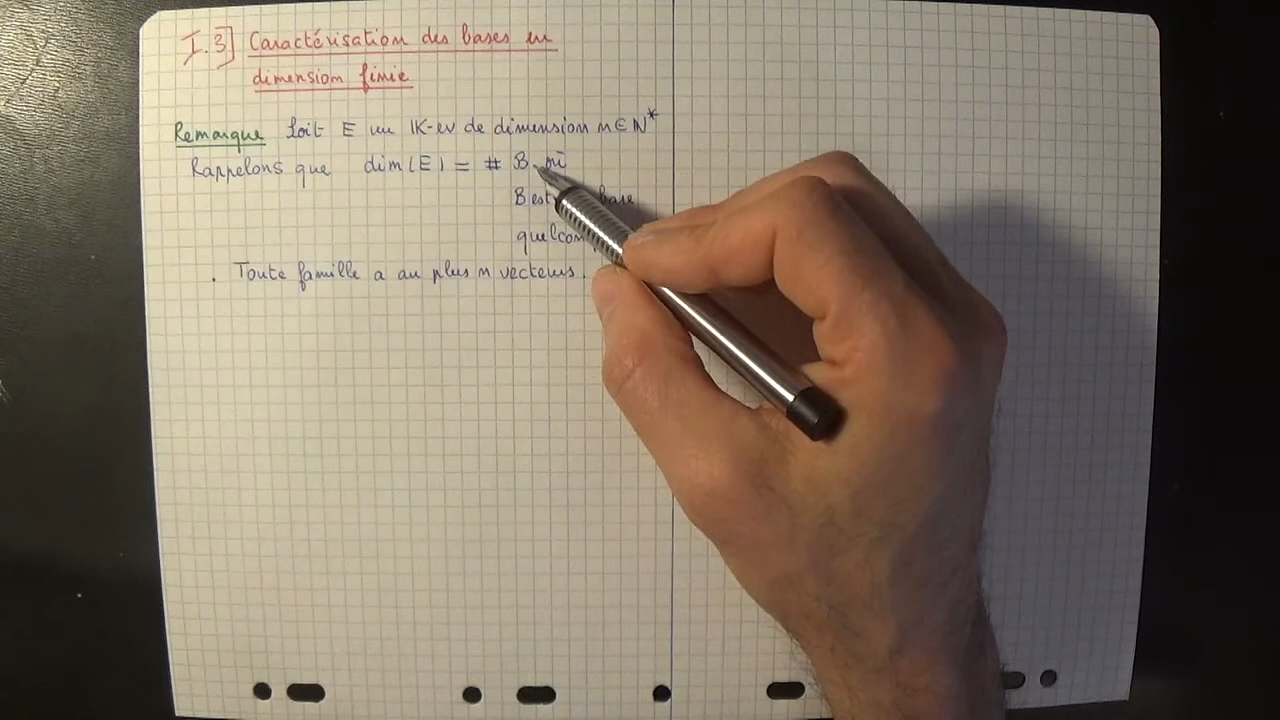 I.3] Caractérisation des bases en
dimension finie
Remarque Soit E un IK-ev de dimension n ∈ N*
Rappelons que dim(E) = # B où
B est base
. Toute famille a au plus n vecteurs.